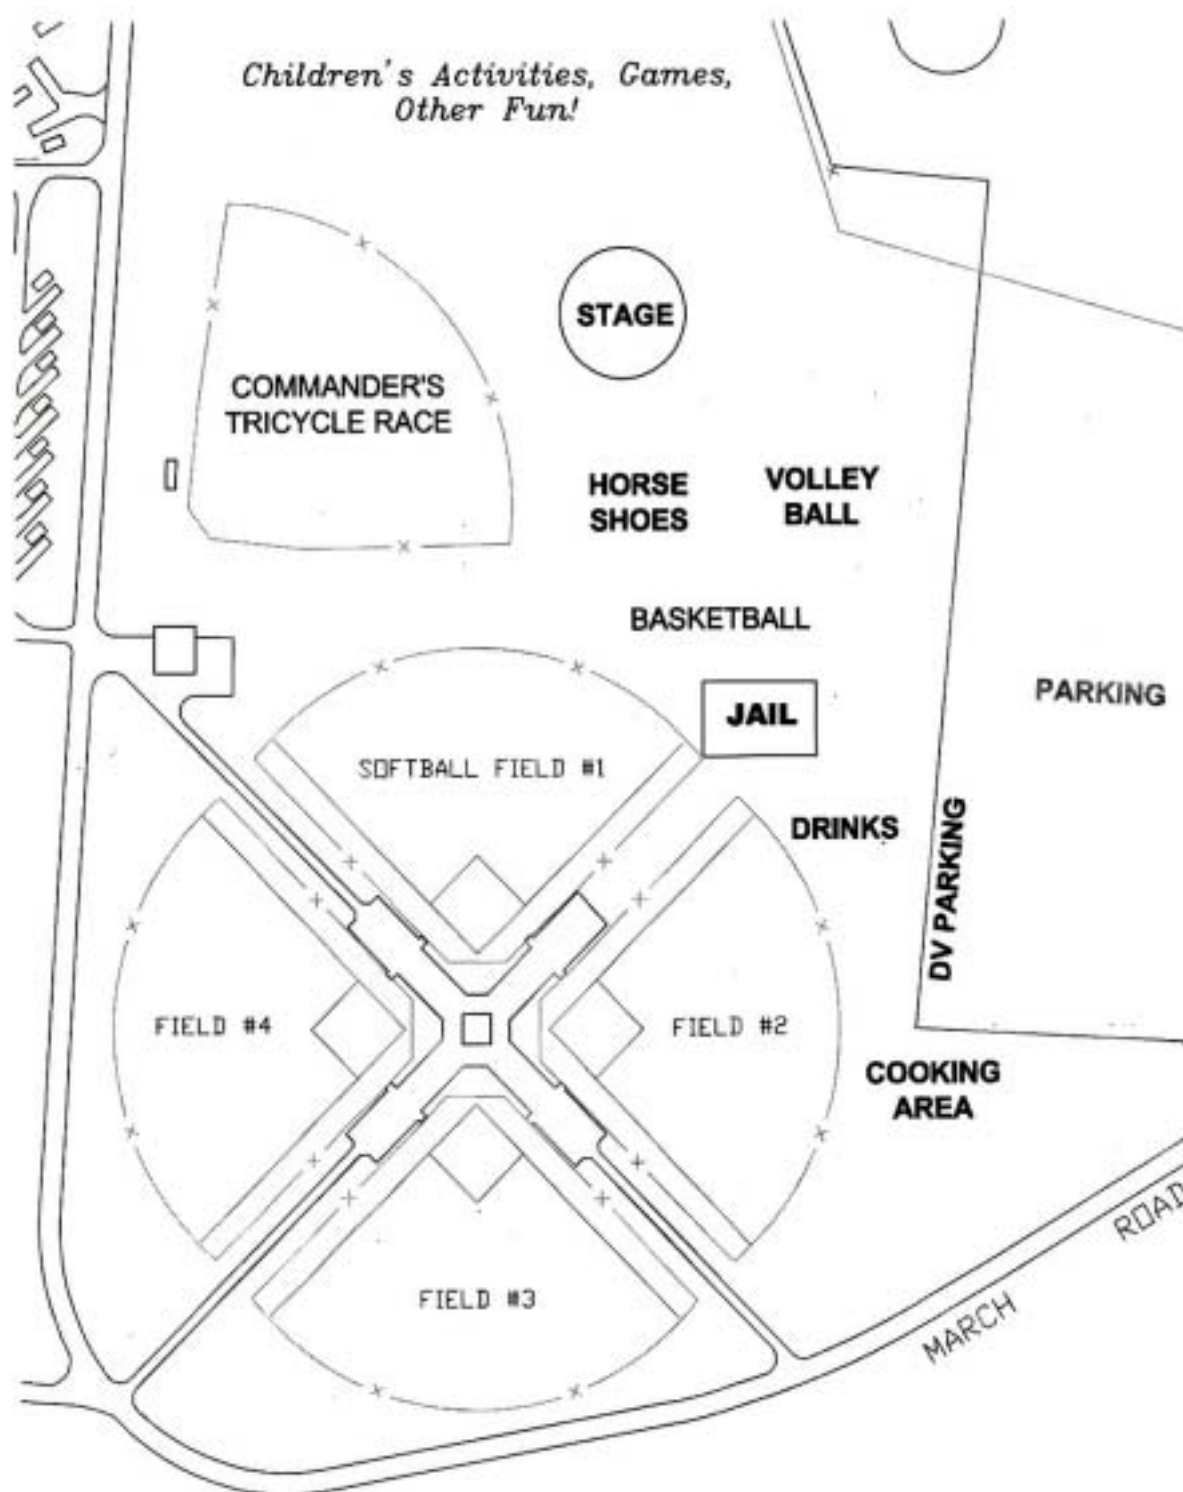 Children's Activities, Games,
Other Fun!
STAGE
COMMANDER'S
TRICYCLE RACE
HORSE
SHOES
VOLLEY
BALL
BASKETBALL
JAIL
PARKING
SOFTBALL FIELD #1
DRINKS
DV PARKING
FIELD #4
FIELD #2
COOKING
AREA
FIELD #3
MARCH ROAD